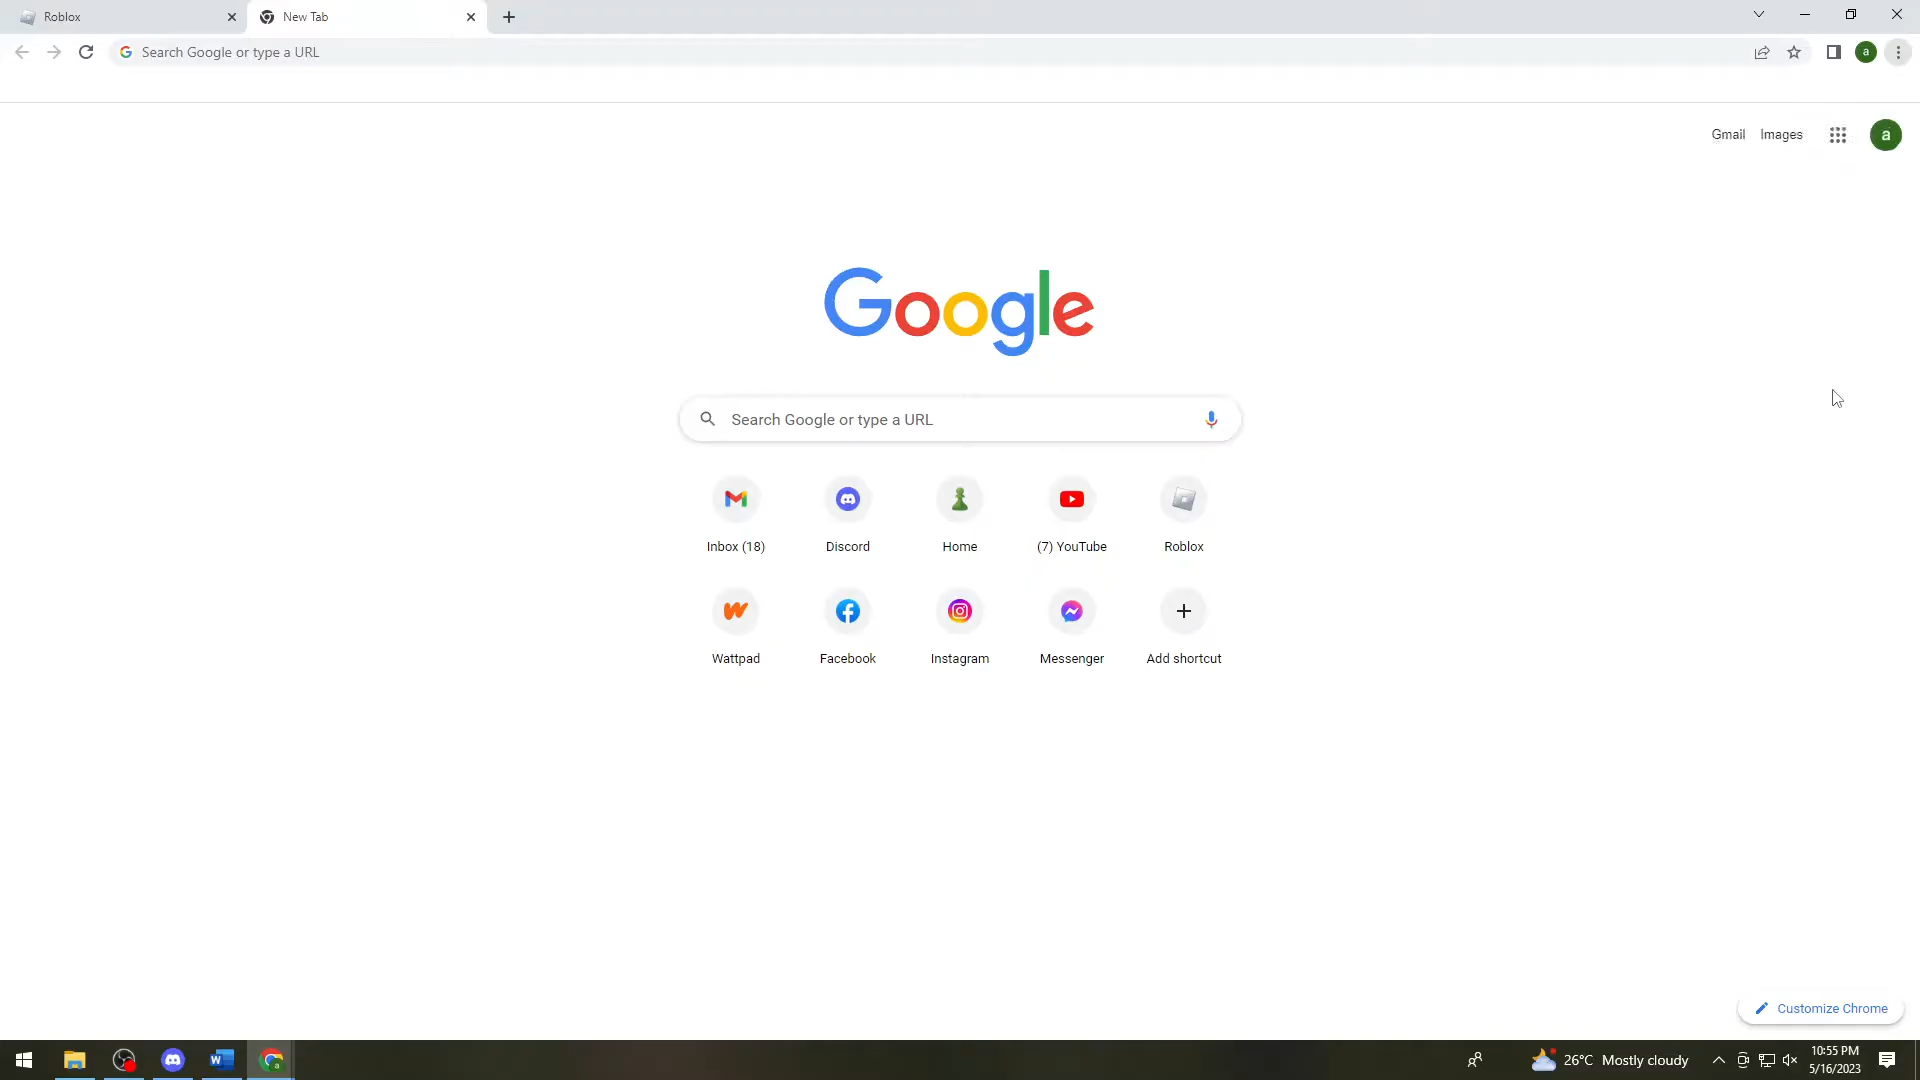 Roblox
New Tab
Search Google or type a URL
a
Gmail Images
a
Google
Search Google or type a URL
Inbox (18) Discord Home (7) YouTube Roblox
Wattpad Facebook Instagram Messenger Add shortcut
Customize Chrome
26°C Mostly cloudy
10:55 PM
5/16/2023